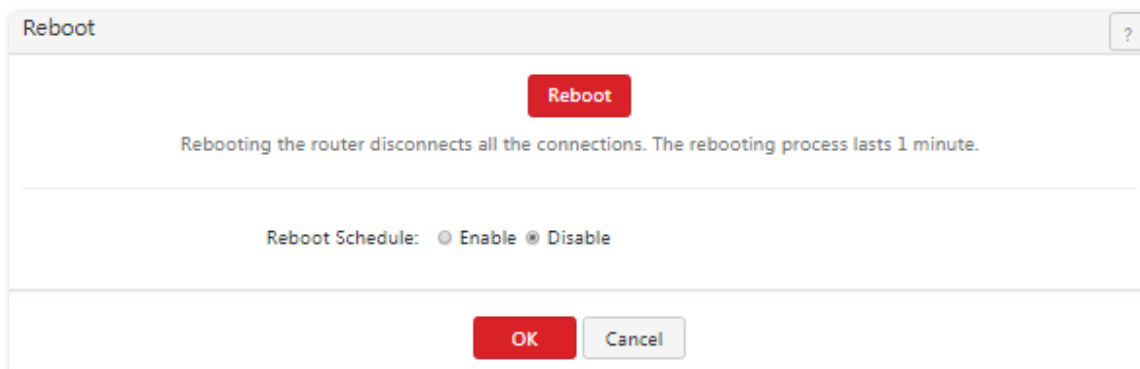 Reboot
?
Reboot
Rebooting the router disconnects all the connections. The rebooting process lasts 1 minute.
Reboot Schedule: Enable Disable
OK Cancel